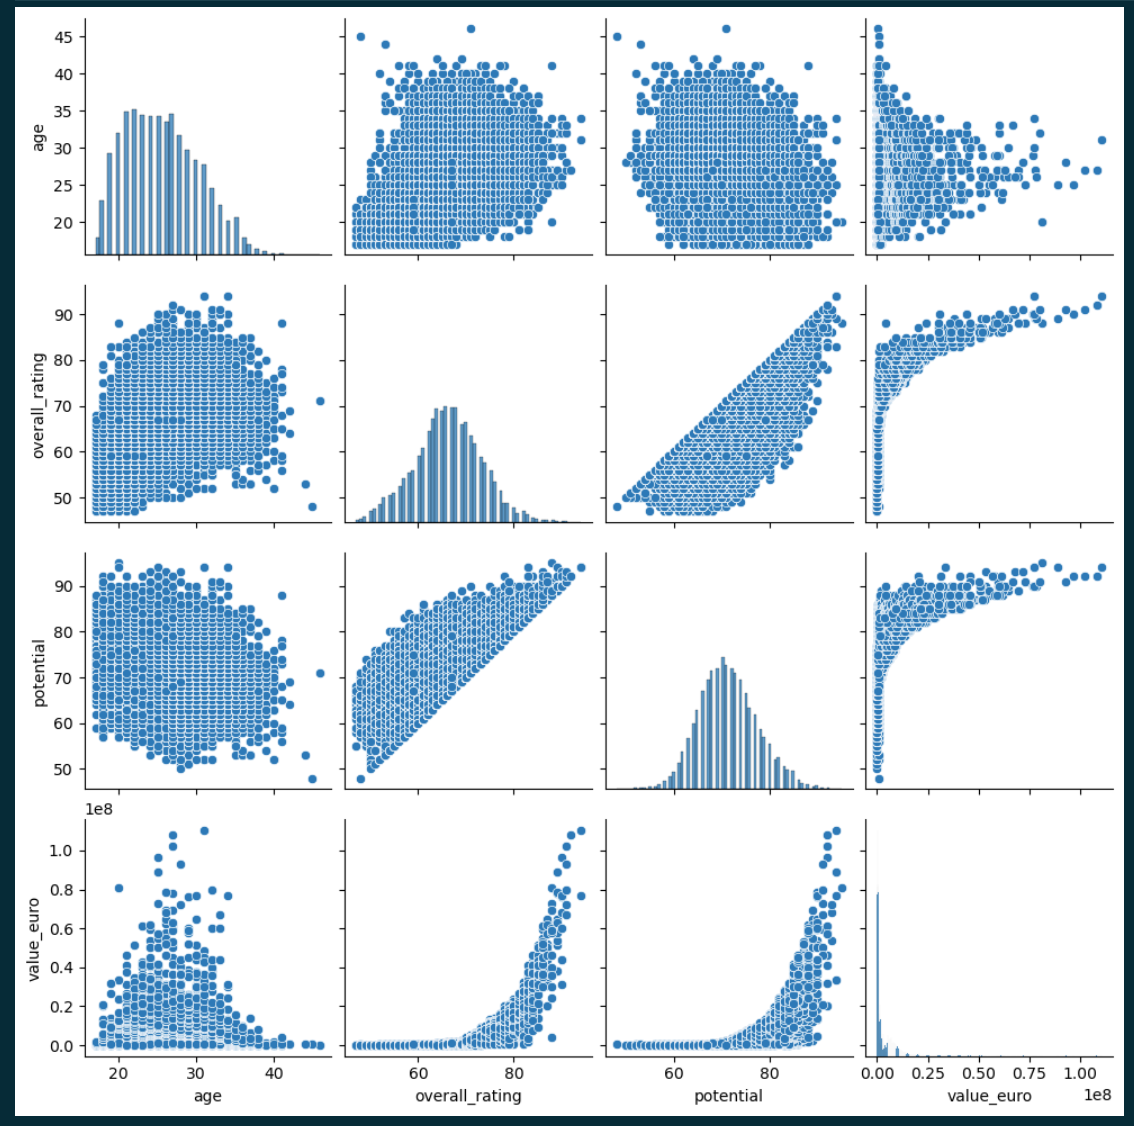 45
40
35
30
25
20
age
90
80
70
60
50
overall_rating
90
80
70
60
50
potential
1e8
1.0
0.8
0.6
0.4
0.2
0.0
value_euro
20 30 40
60 80
60 80
0.00 0.25 0.50 0.75 1.00
1e8
age overall_rating potential value_euro